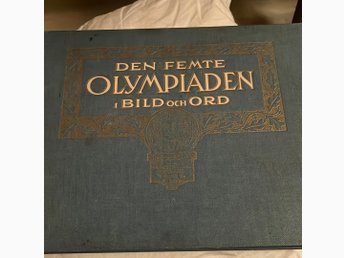 DEN FEMTE
OLYMPIADEN
I BILD OCH ORD